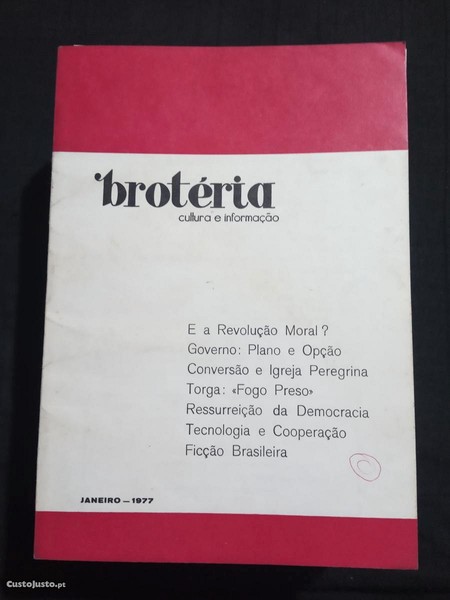 brotéria
cultura e informação
E a Revolução Moral?
Governo: Plano e Opção
Conversão e Igreja Peregrina
Torga: «Fogo Preso»
Ressurreição da Democracia
Tecnologia e Cooperação
Ficção Brasileira
JANEIRO — 1977
CustoJusto.pt